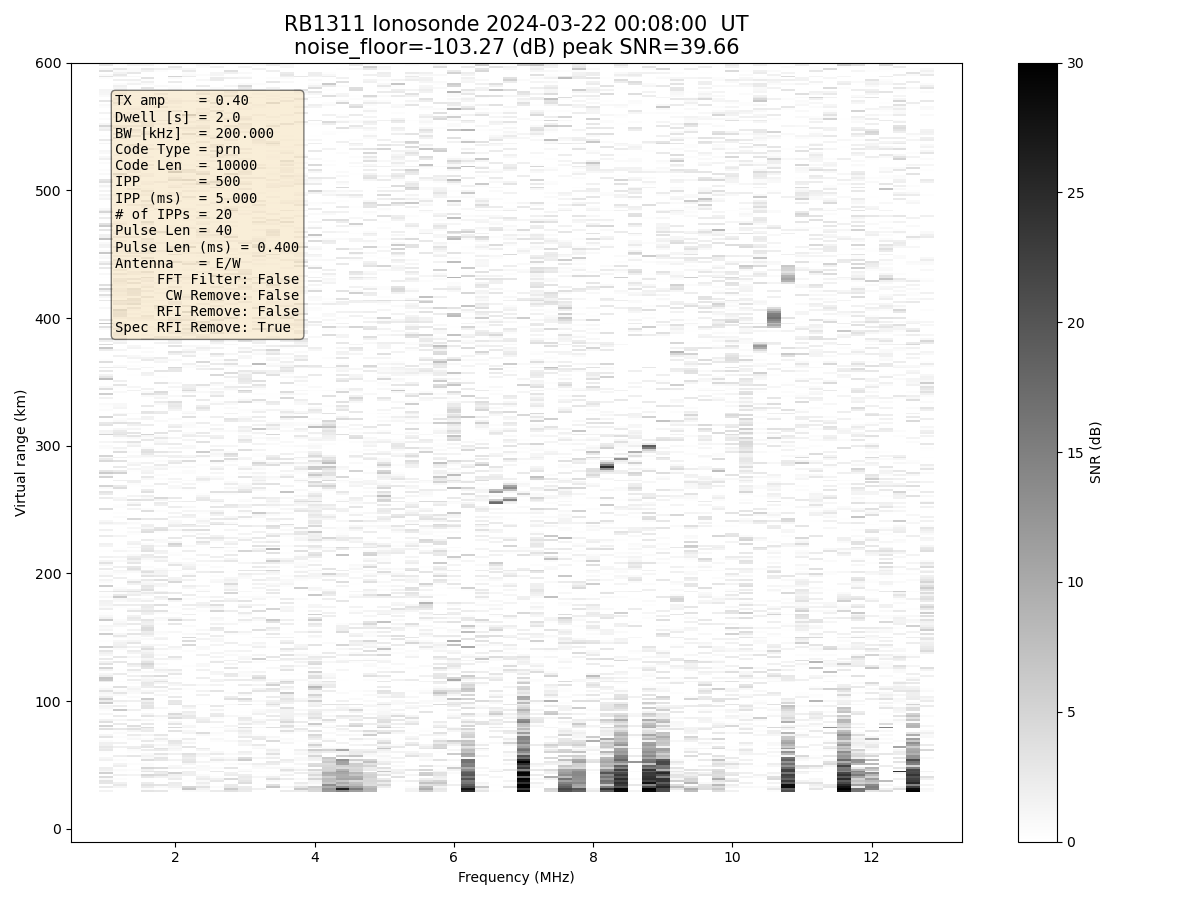 RB1311 Ionosonde 2024-03-22 00:08:00 UT
noise_floor=-103.27 (dB) peak SNR=39.66
TX amp = 0.40
Dwell [s] = 2.0
BW [kHz] = 200.000
Code Type = prn
Code Len = 10000
IPP = 500
IPP (ms) = 5.000
# of IPPs = 20
Pulse Len = 40
Pulse Len (ms) = 0.400
Antenna = E/W
FFT Filter: False
CW Remove: False
RFI Remove: False
Spec RFI Remove: True
Virtual range (km)
600
500
400
300
200
100
0
2 4 6 8 10 12
Frequency (MHz)
30
25
20
15
10
5
0
SNR (dB)